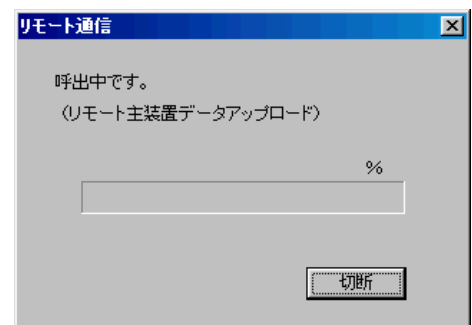 リモート通信
呼出中です。
（リモート主装置データアップロード）
%
切断